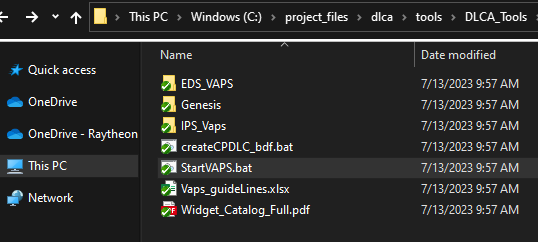 This PC > Windows (C:) > project_files > dlca > tools > DLCA_Tools
Name Date modified
Quick access
OneDrive
OneDrive - Raytheon
This PC
Network
EDS_VAPS 7/13/2023 9:57 AM
Genesis 7/13/2023 9:57 AM
IPS_Vaps 7/13/2023 9:57 AM
createCPDLC_bdf.bat 7/13/2023 9:57 AM
StartVAPS.bat 7/13/2023 9:57 AM
Vaps_guideLines.xlsx 7/13/2023 9:57 AM
Widget_Catalog_Full.pdf 7/13/2023 9:57 AM